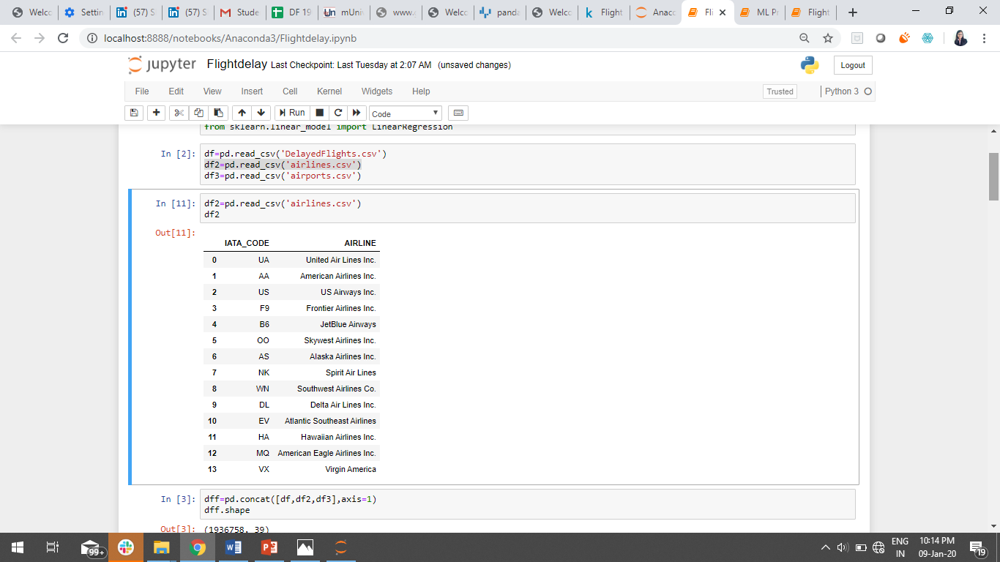 Welcc
Settin
(57) S
(57) S
Stude
DF 19
mUni
www.
Welcc
panda
Welcc
Flight
Anacc
Fli
ML P
Flight
localhost:8888/notebooks/Anaconda3/Flightdelay.ipynb
jupyter Flightdelay Last Checkpoint: Last Tuesday at 2:07 AM (unsaved changes)
Logout
File Edit View Insert Cell Kernel Widgets Help
Trusted
Python 3
Run
Code
from sklearn.linear_model import LinearRegression
In [2]: df=pd.read_csv('DelayedFlights.csv')
df2=pd.read_csv('airlines.csv')
df3=pd.read_csv('airports.csv')
In [11]: df2=pd.read_csv('airlines.csv')
df2
Out[11]:
IATA_CODE AIRLINE
0 UA United Air Lines Inc.
1 AA American Airlines Inc.
2 US US Airways Inc.
3 F9 Frontier Airlines Inc.
4 B6 JetBlue Airways
5 OO Skywest Airlines Inc.
6 AS Alaska Airlines Inc.
7 NK Spirit Air Lines
8 WN Southwest Airlines Co.
9 DL Delta Air Lines Inc.
10 EV Atlantic Southeast Airlines
11 HA Hawaiian Airlines Inc.
12 MQ American Eagle Airlines Inc.
13 VX Virgin America
In [3]: dff=pd.concat([df,df2,df3],axis=1)
dff.shape
Out[3]: (1936758, 39)
99+
ENG
IN
10:14 PM
09-Jan-20
19